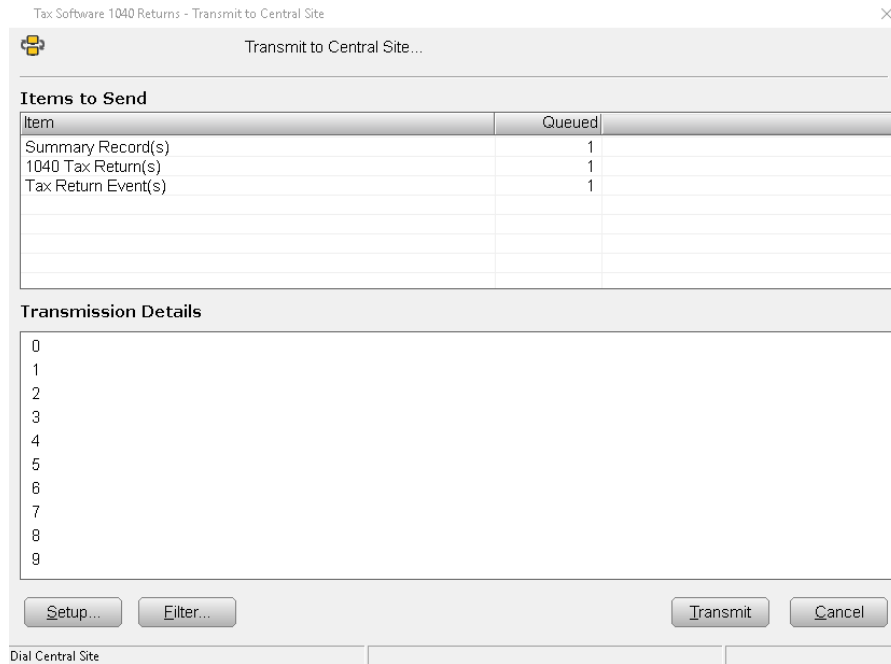 Tax Software 1040 Returns - Transmit to Central Site
Transmit to Central Site...
Items to Send
Item Queued
Summary Record(s) 1
1040 Tax Return(s) 1
Tax Return Event(s) 1
Transmission Details
0
1
2
3
4
5
6
7
8
9
Setup... Filter... Transmit Cancel
Dial Central Site